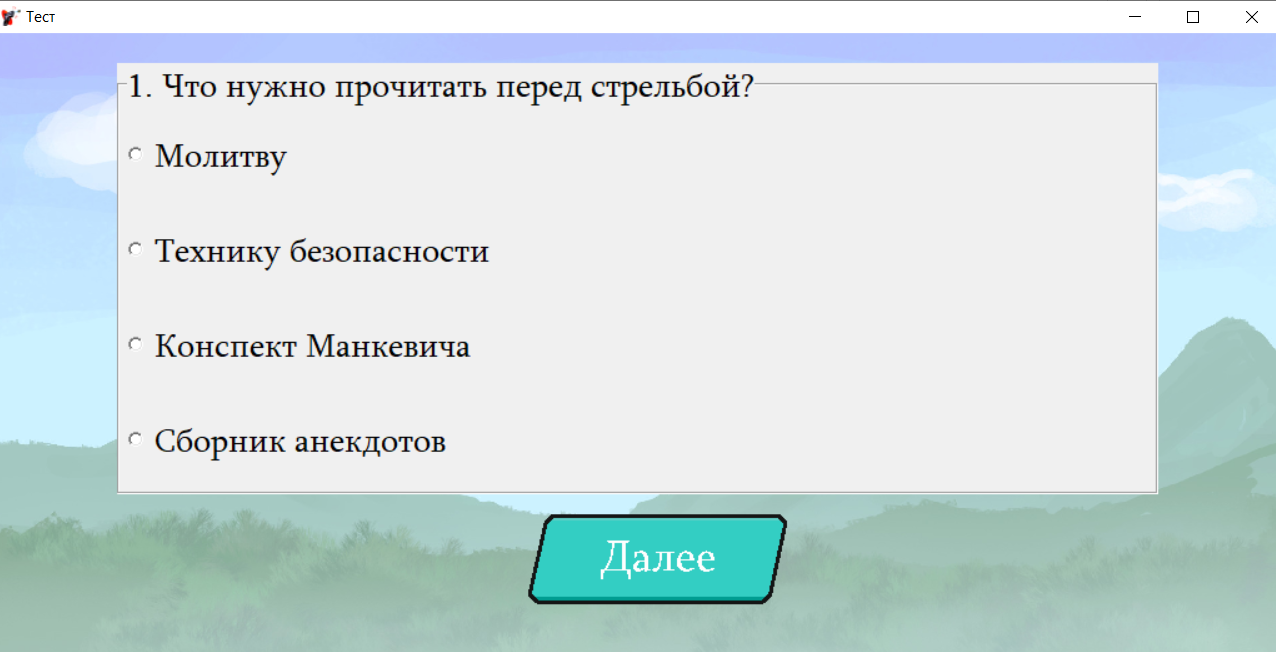 Тест
1. Что нужно прочитать перед стрельбой?
Молитву
Технику безопасности
Конспект Манкевича
Сборник анекдотов
Далее